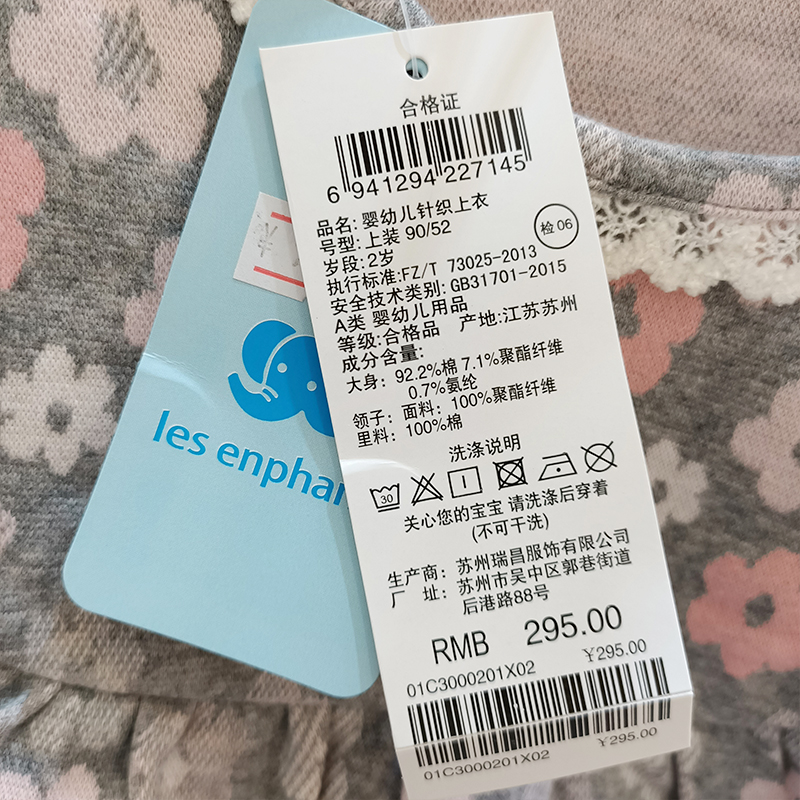 合格证
6 941294 227145
品名: 婴幼儿针织上衣
号型: 上装 90/52
岁段: 2岁
检 06
执行标准:FZ/T 73025-2013
安全技术类别: GB31701-2015
A类 婴幼儿用品
等级: 合格品 产地: 江苏苏州
成分含量:
大身: 92.2%棉 7.1%聚酯纤维
0.7%氨纶
领子: 面料: 100%聚酯纤维
里料: 100%棉
洗涤说明
30
关心您的宝宝 请洗涤后穿着
(不可干洗)
生产商: 苏州瑞昌服饰有限公司
厂 址: 苏州市吴中区郭巷街道
后港路88号
RMB 295.00
01C3000201X02 ¥295.00
01C3000201X02 ¥295.00
les enphan
¥